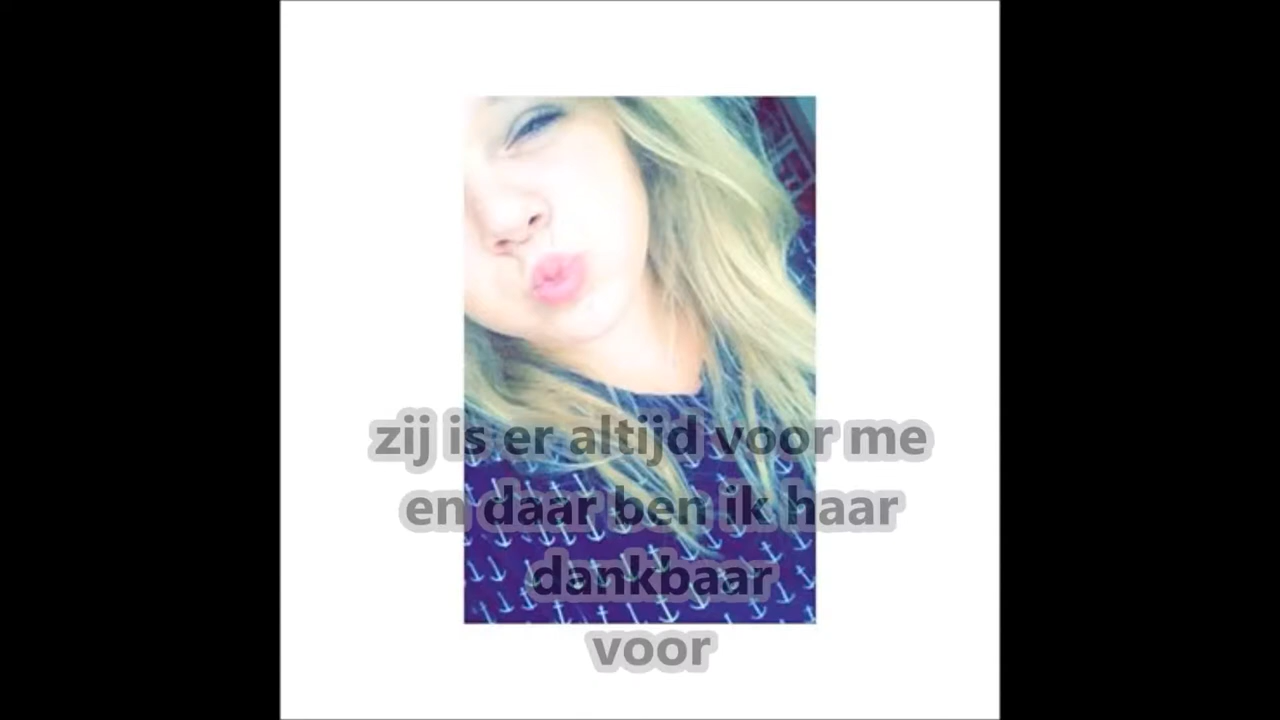 zij is er altijd voor me
en daar ben ik haar
dankbaar
voor